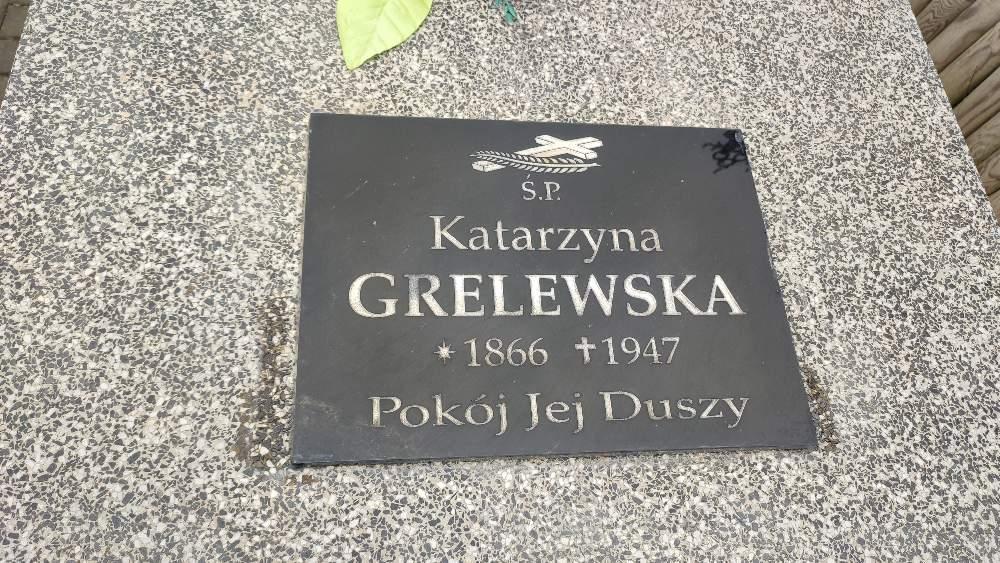 Ś.P.
Katarzyna
GRELEWSKA
* 1866 ✝ 1947
Pokój Jej Duszy